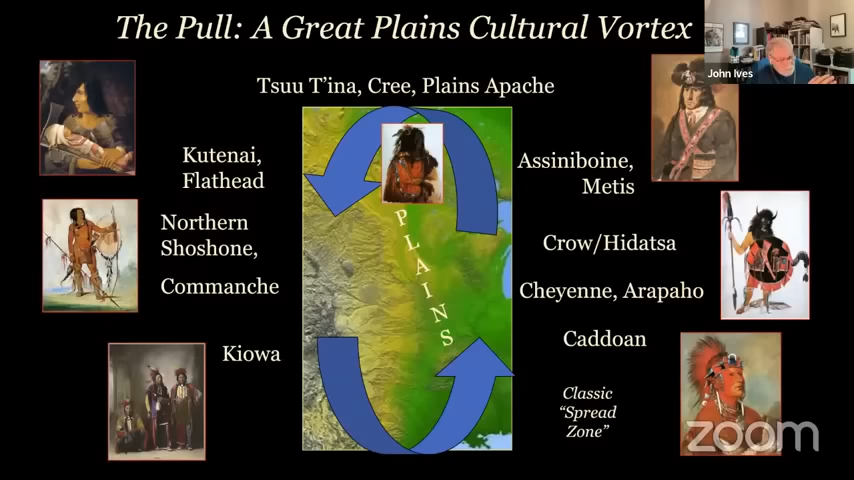 The Pull: A Great Plains Cultural Vortex
John Ives
Tsuu T’ina, Cree, Plains Apache
Kutenai,
Flathead
Assiniboine,
Metis
Northern
Shoshone,
Commanche
Crow/Hidatsa
Cheyenne, Arapaho
PLAINS
Kiowa
Caddoan
Classic
“Spread
Zone”
zoom